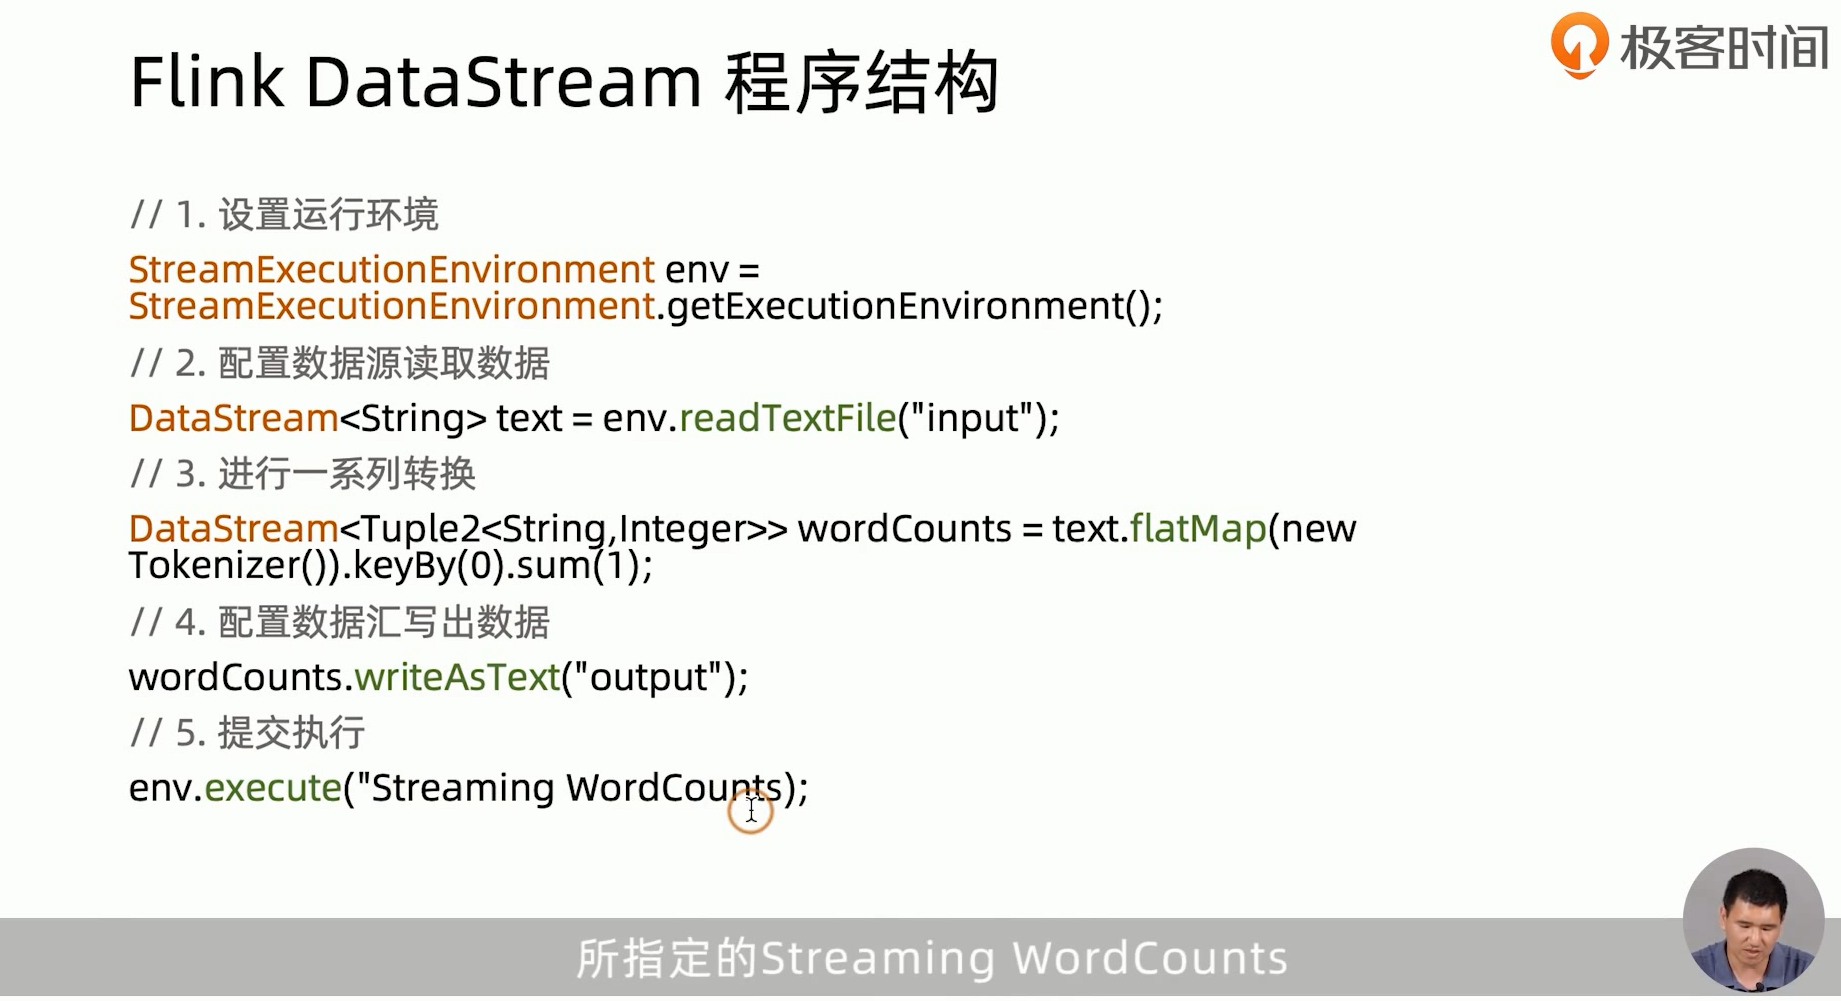 极客时间
Flink DataStream 程序结构
// 1. 设置运行环境
StreamExecutionEnvironment env =
StreamExecutionEnvironment.getExecutionEnvironment();
// 2. 配置数据源读取数据
DataStream<String> text = env.readTextFile("input");
// 3. 进行一系列转换
DataStream<Tuple2<String,Integer>> wordCounts = text.flatMap(new
Tokenizer()).keyBy(0).sum(1);
// 4. 配置数据汇写出数据
wordCounts.writeAsText("output");
// 5. 提交执行
env.execute("Streaming WordCounts);
所指定的Streaming WordCounts